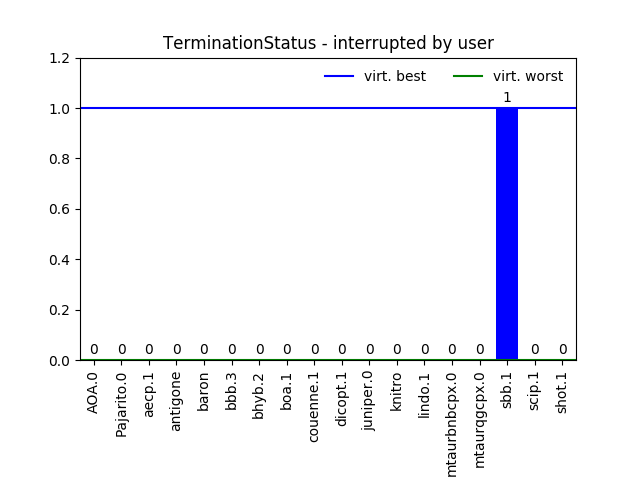 TerminationStatus - interrupted by user
virt. best virt. worst
1
1.2
1.0
0.8
0.6
0.4
0.2
0.0
0 0 0 0 0 0 0 0 0 0 0 0 0 0 0 0 0
AOA.0
Pajarito.0
aecp.1
antigone
baron
bbb.3
bhyb.2
boa.1
couenne.1
dicopt.1
juniper.0
knitro
lindo.1
mtaurbnbcpx.0
mtaurqgcpx.0
sbb.1
scip.1
shot.1